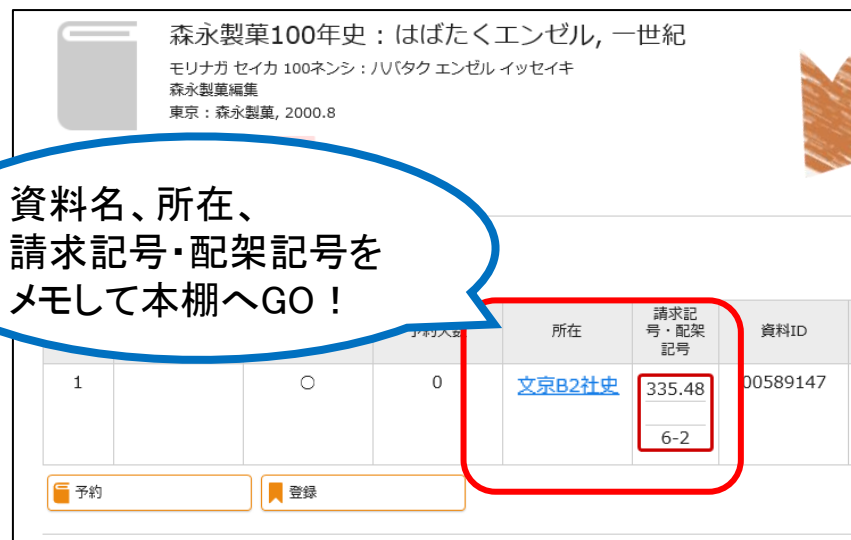 森永製菓100年史 : はばたくエンゼル, 一世紀
モリナガ セイカ 100ネンシ : ハバタク エンゼル イッセイキ
森永製菓編集
東京 : 森永製菓, 2000.8
資料名、所在、
請求記号・配架記号を
メモして本棚へGO！
予約人数
所在
請求記
号・配架
記号
資料ID
1
○
0
文京B2社史
335.48
6-2
00589147
予約
登録